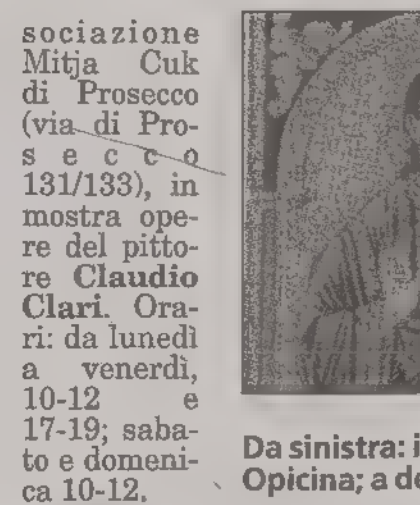 sociazione
Mitja Cuk
di Prosecco
(via di Pro-
secco
131/133), in
mostra ope-
re del pitto-
re Claudio
Clari. Ora-
ri: da lunedì
a venerdì,
10-12 e
17-19; saba-
to e domeni-
ca 10-12.
Da sinistra: i
Opicina; a de